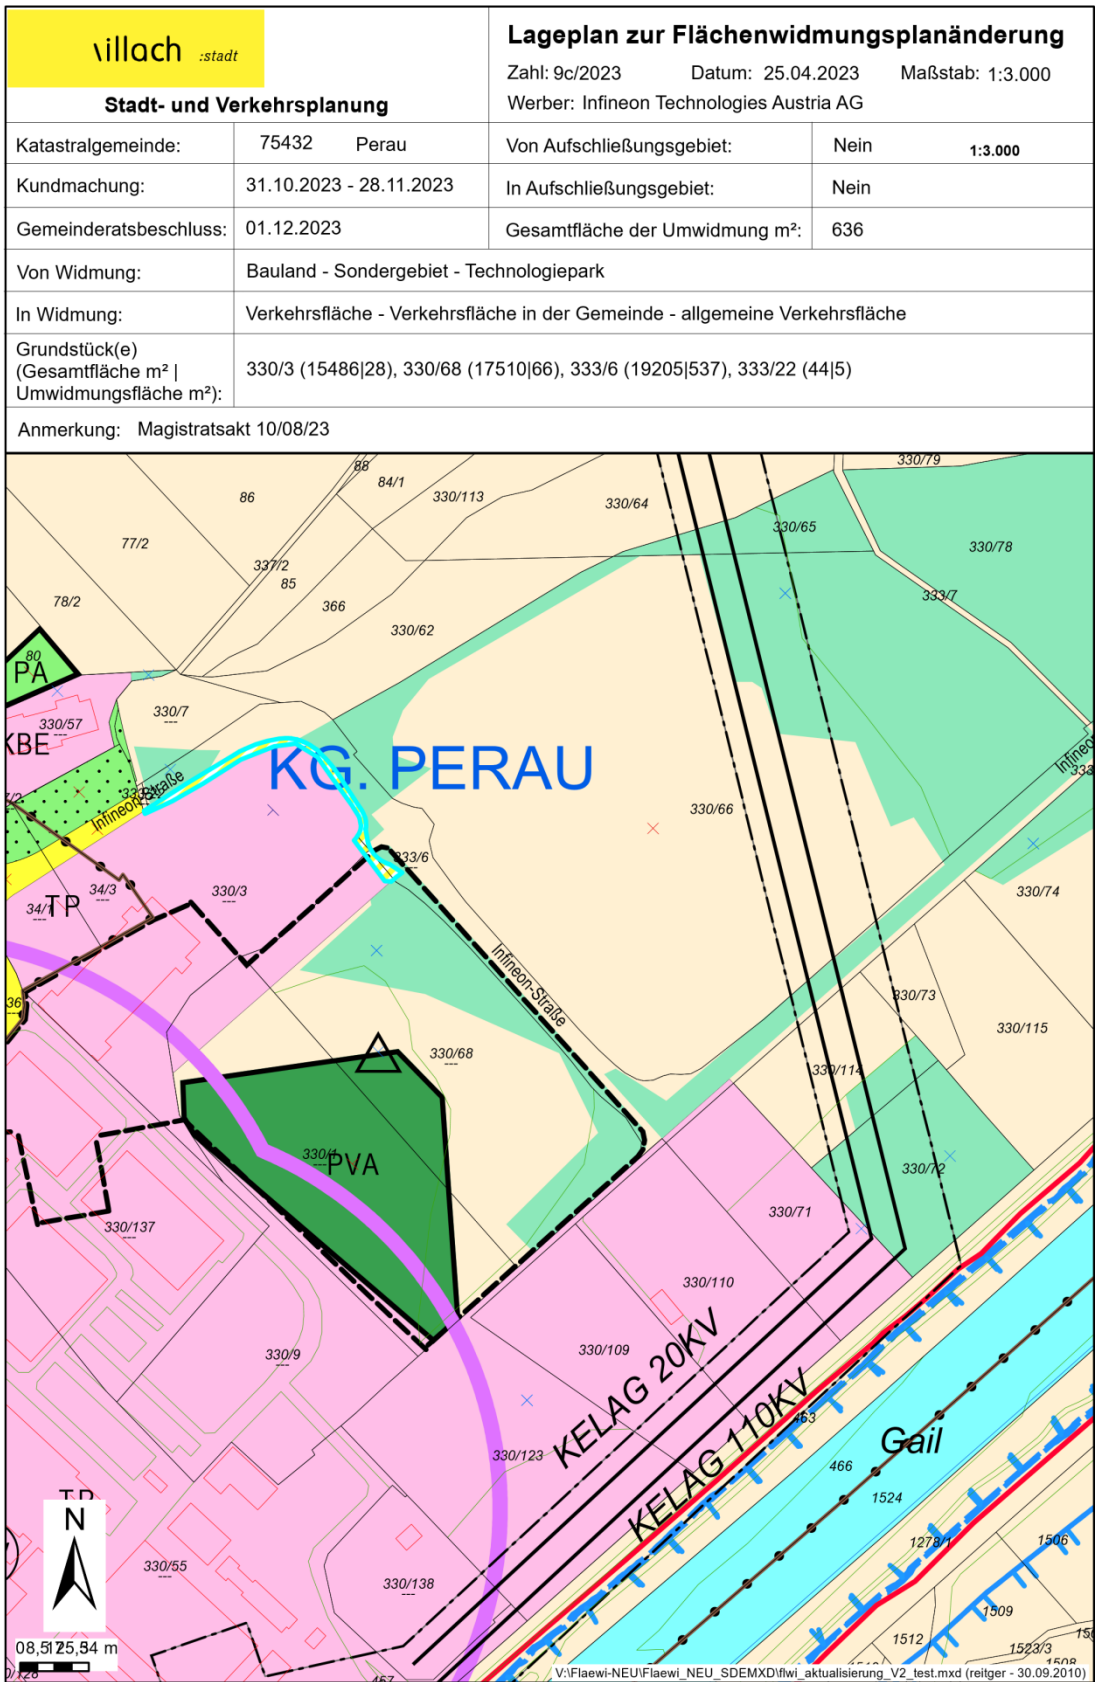 villach :stadt
Stadt- und Verkehrsplanung
Lageplan zur Flächenwidmungsplanänderung
Zahl: 9c/2023 Datum: 25.04.2023 Maßstab: 1:3.000
Werber: Infineon Technologies Austria AG
Katastralgemeinde: 75432 Perau
Von Aufschließungsgebiet: Nein 1:3.000
Kundmachung: 31.10.2023 - 28.11.2023
In Aufschließungsgebiet: Nein
Gemeinderatsbeschluss: 01.12.2023
Gesamtfläche der Umwidmung m²: 636
Von Widmung: Bauland - Sondergebiet - Technologiepark
In Widmung: Verkehrsfläche - Verkehrsfläche in der Gemeinde - allgemeine Verkehrsfläche
Grundstück(e)
(Gesamtfläche m² |
Umwidmungsfläche m²):
330/3 (15486|28), 330/68 (17510|66), 333/6 (19205|537), 333/22 (44|5)
Anmerkung: Magistratsakt 10/08/23
88
84/1
330/79
86
330/113
330/64
330/65
77/2
330/78
337/2
85
333/7
78/2
366
330/62
80
PA
330/7
330/57
KBE
KG. PERAU
Infineon-Straße
330/66
333/6
34/3
330/3
34/1
TP
330/74
Infineon-Straße
36
330/73
330/115
330/68
330/114
330/1
PVA
330/72
330/137
330/71
330/110
330/9
330/109
KELAG 20KV
KELAG 110KV
463
Gail
330/123
466
1524
TP
N
1278/1
1506
330/55
330/138
1509
1512
1523/3
1508
467
V:\Flaewi-NEU\Flaewi_NEU_SDEMXD\flwi_aktualisierung_V2_test.mxd (reitger - 30.09.2010)